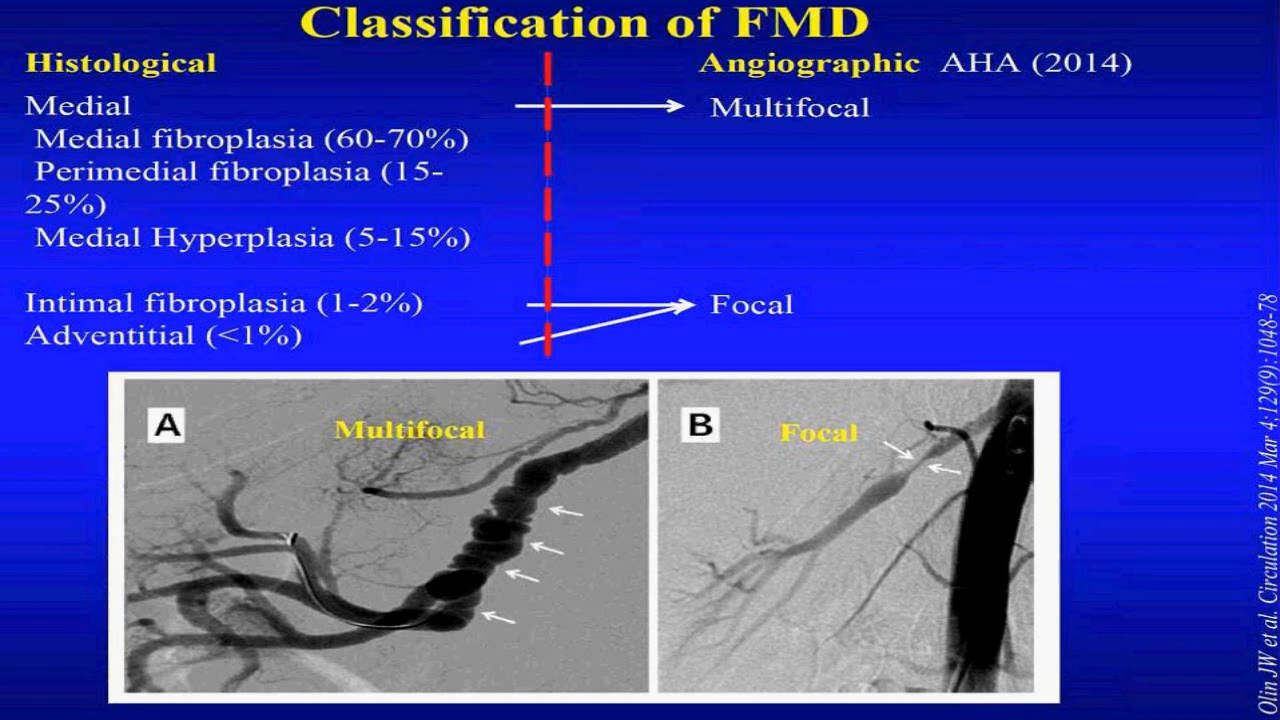 Classification of FMD
Histological
Angiographic AHA (2014)
Medial
Multifocal
Medial fibroplasia (60-70%)
Perimedial fibroplasia (15-
25%)
Medial Hyperplasia (5-15%)
Intimal fibroplasia (1-2%)
Focal
Adventitial (<1%)
A
Multifocal
B
Focal
Olin JW et al. Circulation 2014 Mar 4;129(9):1048-78